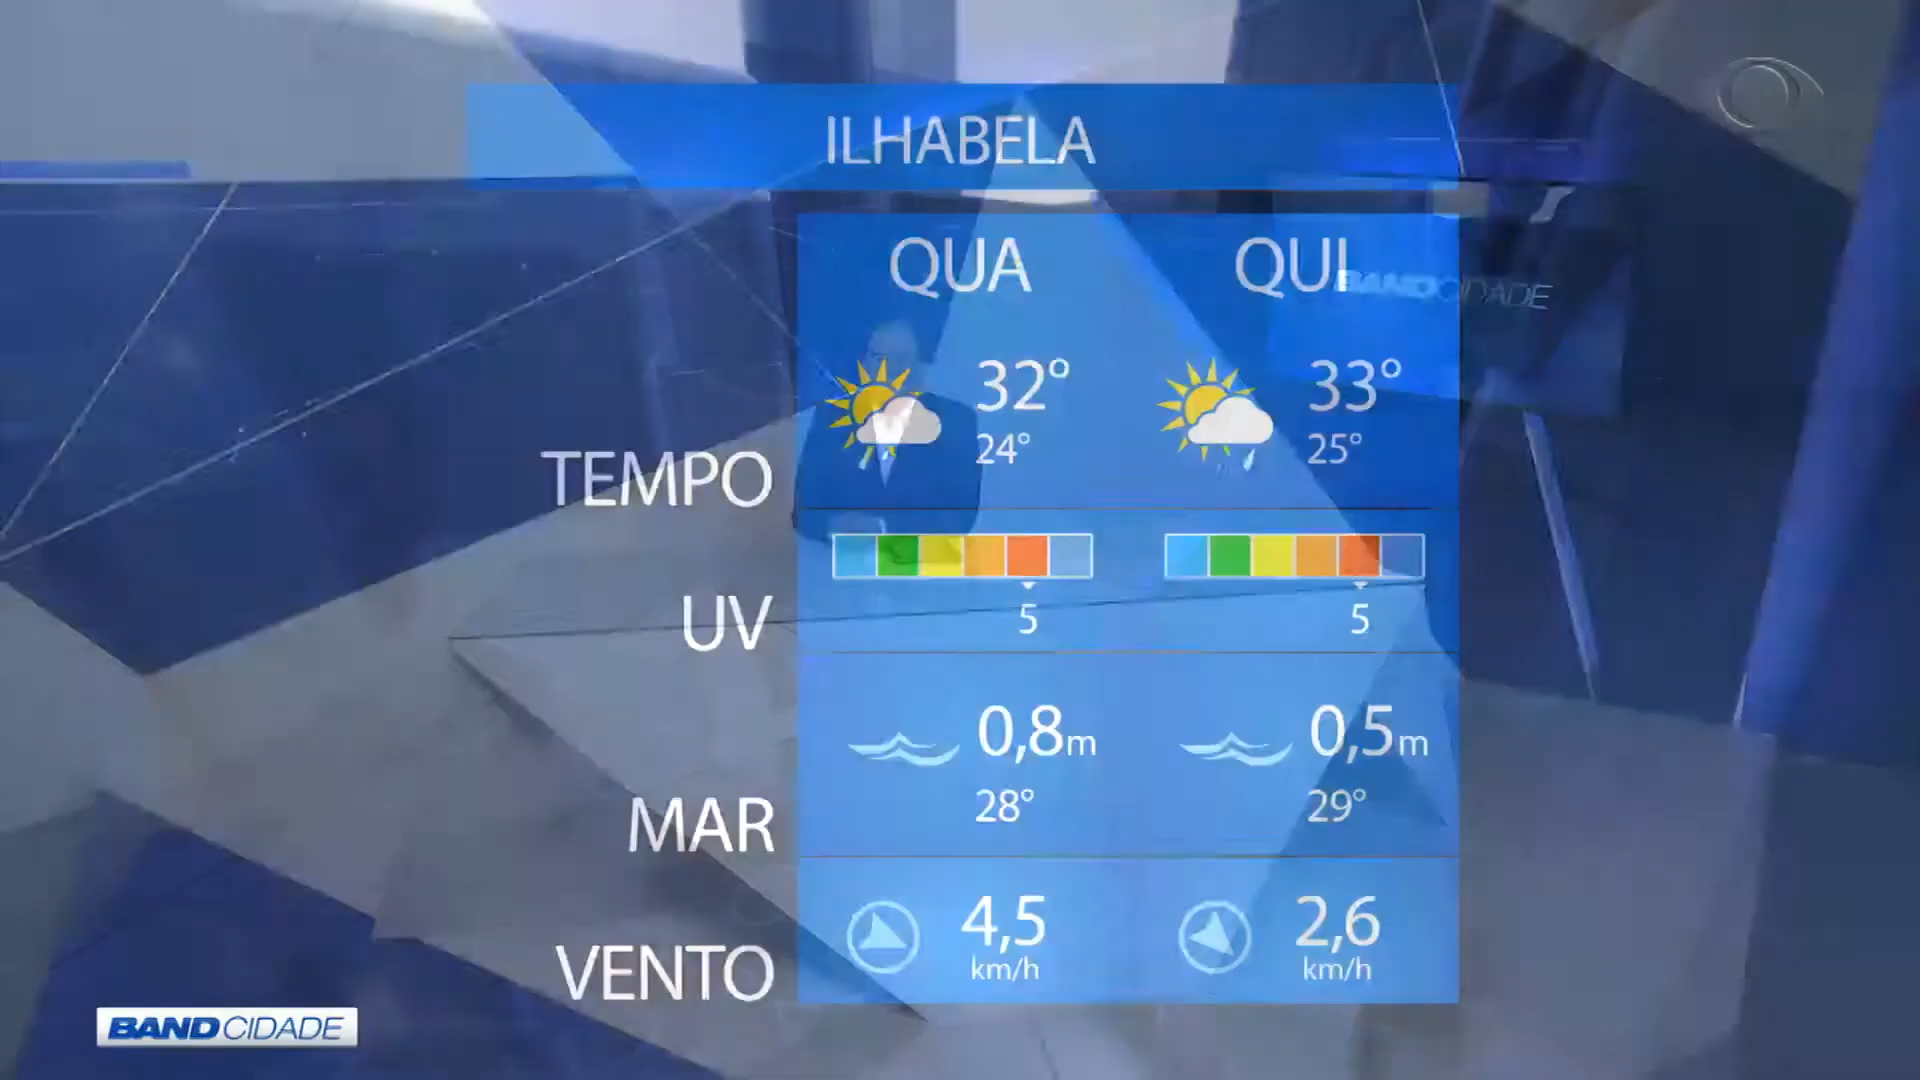 ILHABELA
QUA QUI
BANDCIDADE
TEMPO 32° 24° 33° 25°
UV 5 5
MAR 0,8m 28° 0,5m 29°
VENTO 4,5 km/h 2,6 km/h
BANDCIDADE